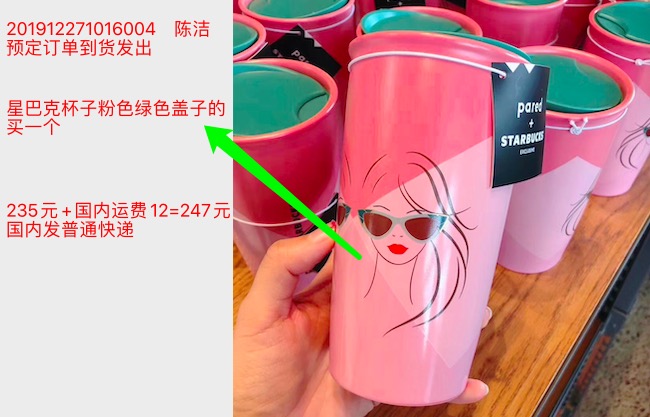 201912271016004 陈洁
预定订单到货发出
星巴克杯子粉色绿色盖子的
买一个
235元+国内运费12=247元
国内发普通快递
pared
+
STARBUCKS
EXCLUSIVE